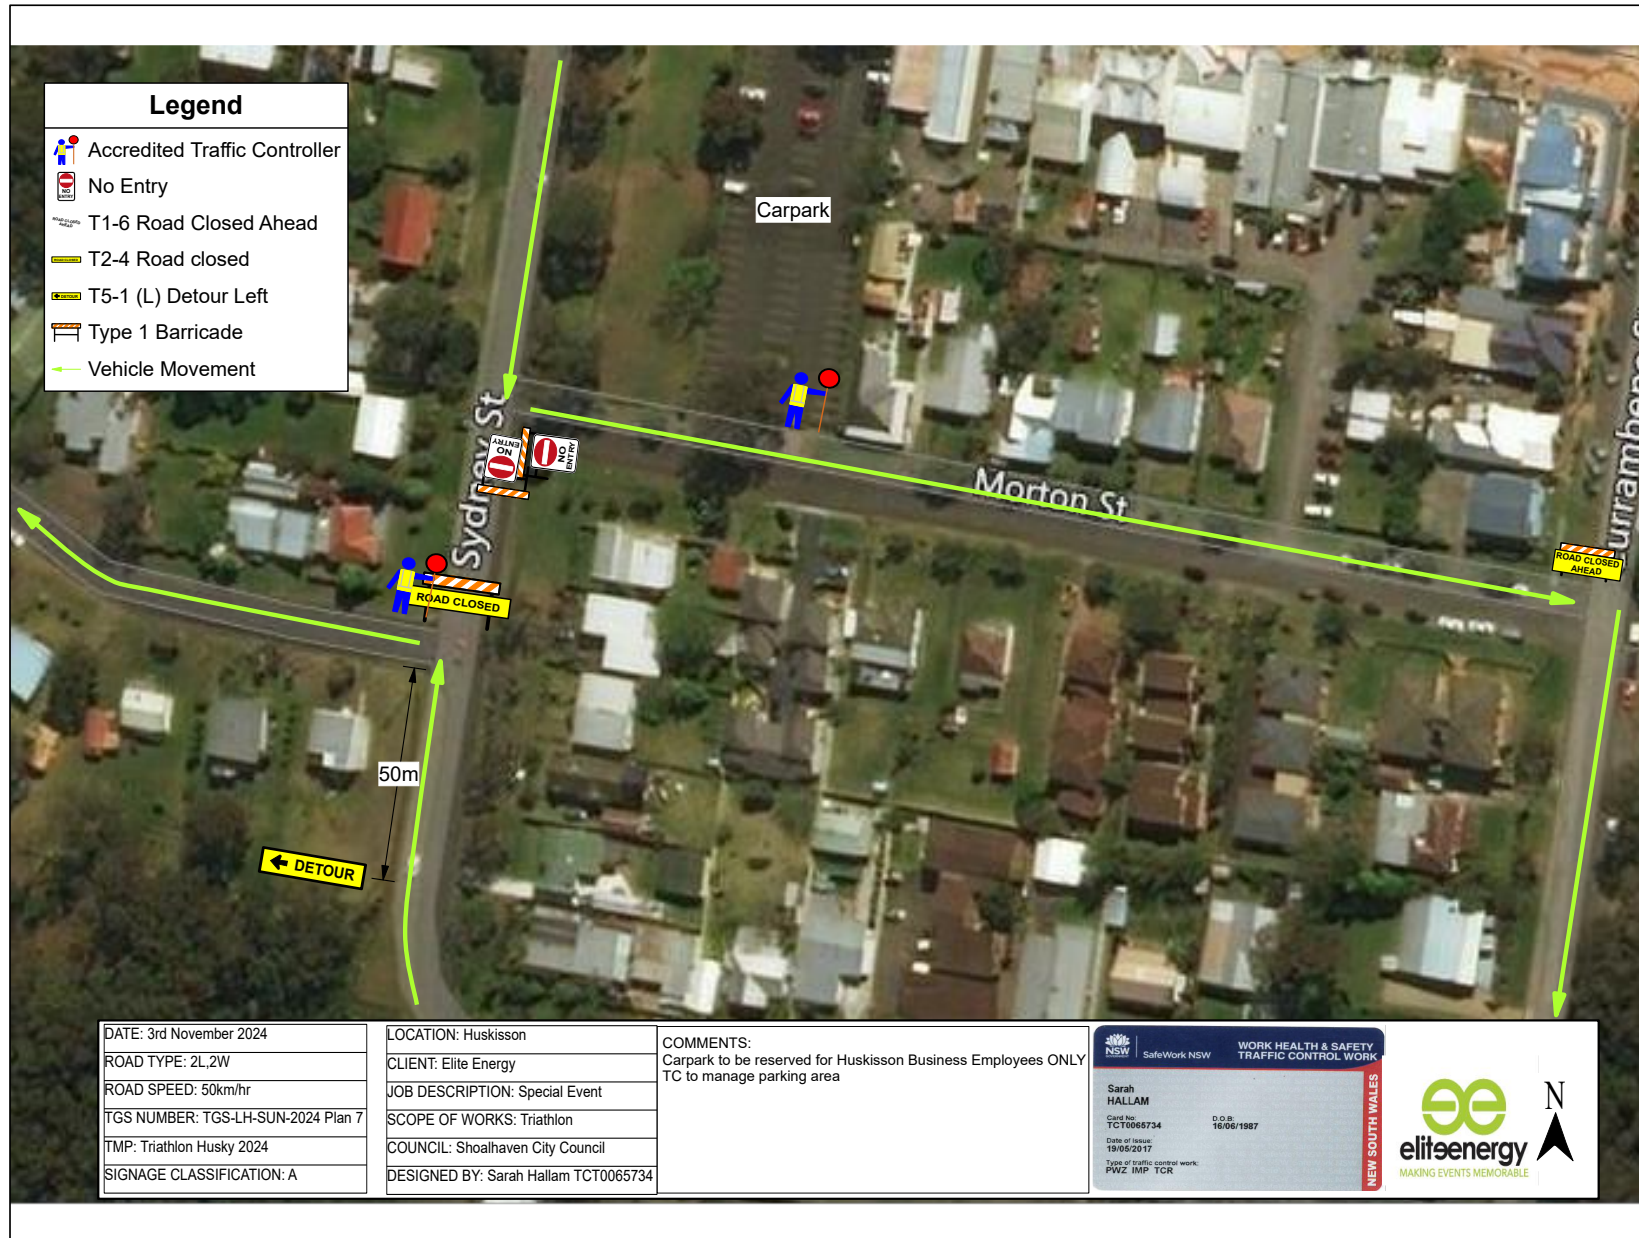 Legend
Accredited Traffic Controller
NO
ENTRY
No Entry
ROAD CLOSED
AHEAD
T1-6 Road Closed Ahead
T2-4 Road closed
DETOUR
T5-1 (L) Detour Left
Type 1 Barricade
Vehicle Movement
Carpark
Sydney St
NO
ENTRY
NO
ENTRY
Morton St
ROAD CLOSED
AHEAD
ROAD CLOSED
50m
DETOUR
DATE: 3rd November 2024
ROAD TYPE: 2L,2W
ROAD SPEED: 50km/hr
TGS NUMBER: TGS-LH-SUN-2024 Plan 7
TMP: Triathlon Husky 2024
SIGNAGE CLASSIFICATION: A
LOCATION: Huskisson
CLIENT: Elite Energy
JOB DESCRIPTION: Special Event
SCOPE OF WORKS: Triathlon
COUNCIL: Shoalhaven City Council
DESIGNED BY: Sarah Hallam TCT0065734
COMMENTS:
Carpark to be reserved for Huskisson Business Employees ONLY
TC to manage parking area
NSW
SafeWork NSW
WORK HEALTH & SAFETY
TRAFFIC CONTROL WORK
Sarah
HALLAM
Card No:
TCT0065734
D.O.B:
16/06/1987
Date of Issue:
19/05/2017
Type of traffic control work:
PWZ IMP TCR
NEW SOUTH WALES
eliteenergy
MAKING EVENTS MEMORABLE
N